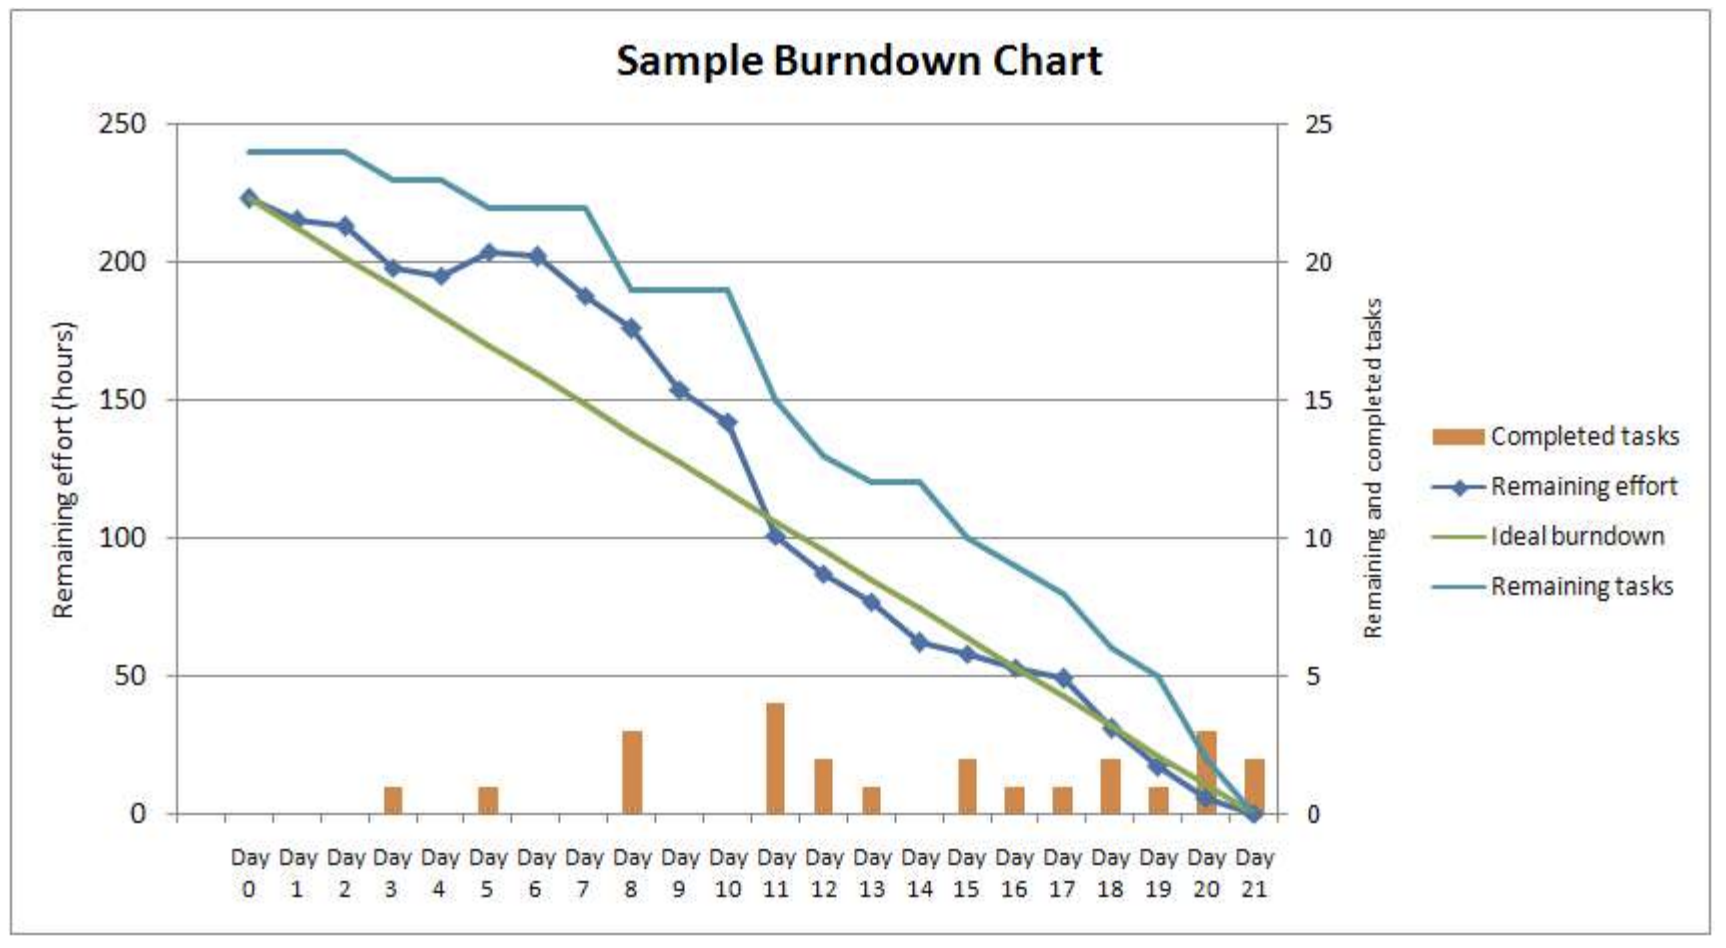 Sample Burndown Chart
250
200
150
100
50
0
Remaining effort (hours)
25
20
15
10
5
0
Remaining and completed tasks
Completed tasks
Remaining effort
Ideal burndown
Remaining tasks
Day Day Day Day Day Day Day Day Day Day Day Day Day Day Day Day Day Day Day Day Day Day
0 1 2 3 4 5 6 7 8 9 10 11 12 13 14 15 16 17 18 19 20 21